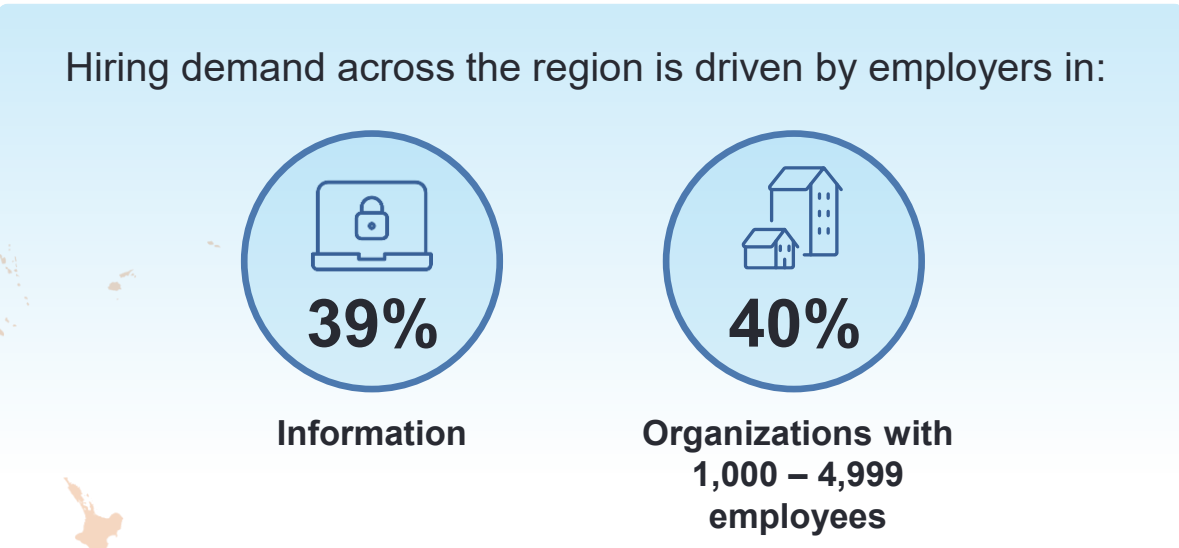 Hiring demand across the region is driven by employers in:
39%
Information
40%
Organizations with
1,000 – 4,999
employees